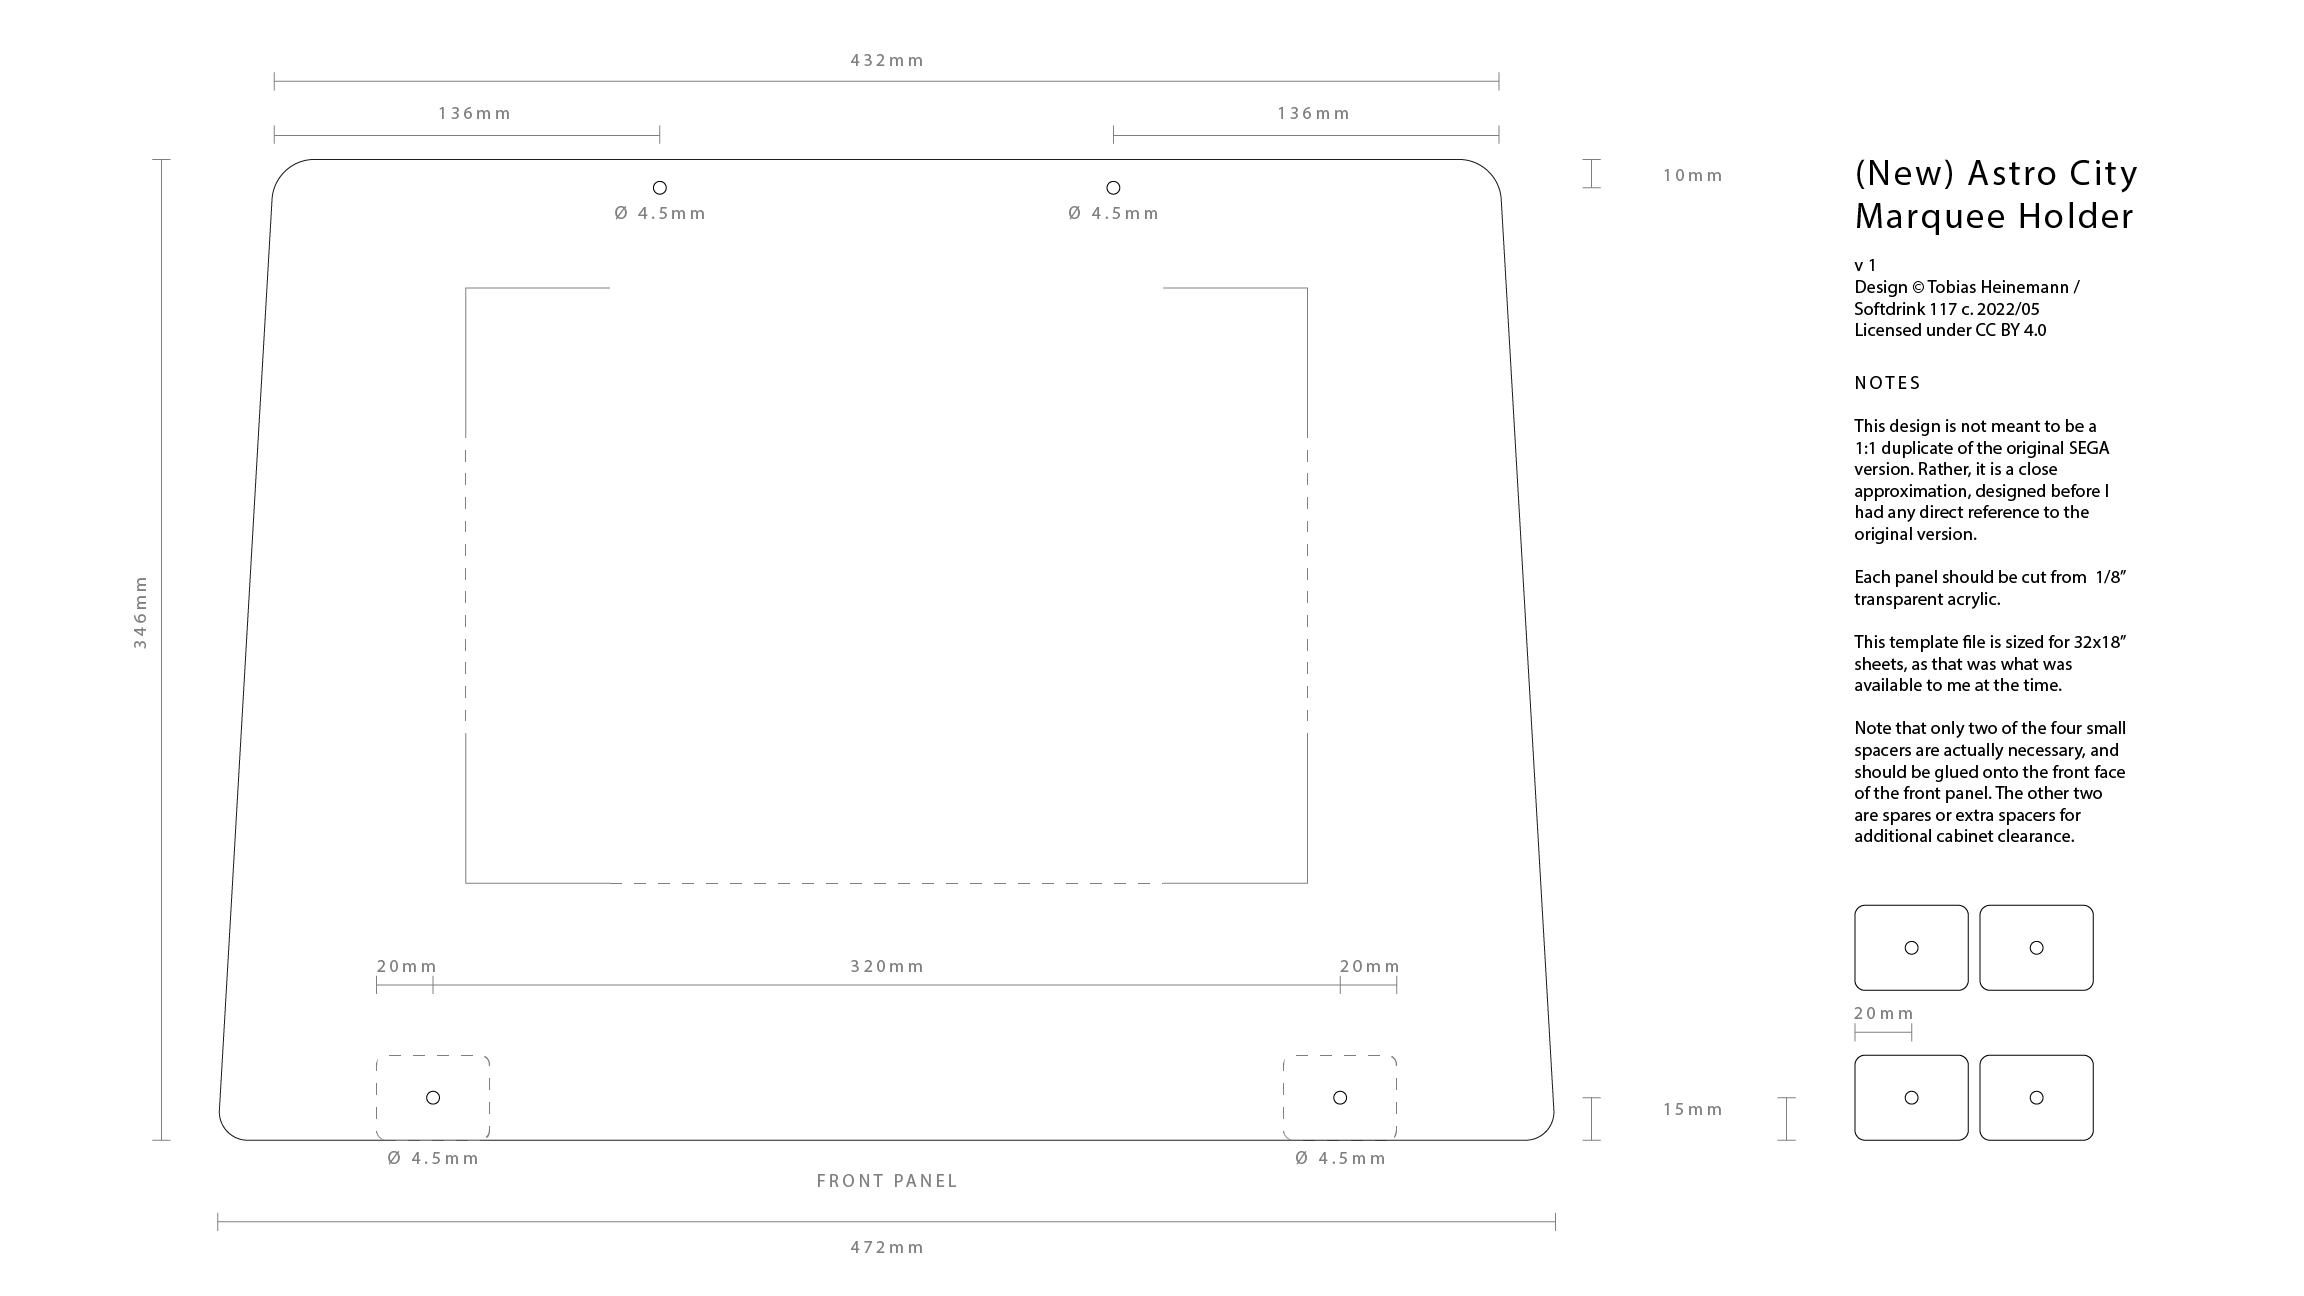 432mm
136mm
136mm
10mm
Ø 4.5mm
Ø 4.5mm
346mm
20mm
320mm
20mm
15mm
Ø 4.5mm
Ø 4.5mm
FRONT PANEL
472mm
(New) Astro City
Marquee Holder
v 1
Design © Tobias Heinemann /
Softdrink 117 c. 2022/05
Licensed under CC BY 4.0
NOTES
This design is not meant to be a
1:1 duplicate of the original SEGA
version. Rather, it is a close
approximation, designed before I
had any direct reference to the
original version.
Each panel should be cut from  1/8”
transparent acrylic.
This template file is sized for 32x18”
sheets, as that was what was
available to me at the time.
Note that only two of the four small
spacers are actually necessary, and
should be glued onto the front face
of the front panel. The other two
are spares or extra spacers for
additional cabinet clearance.
20mm